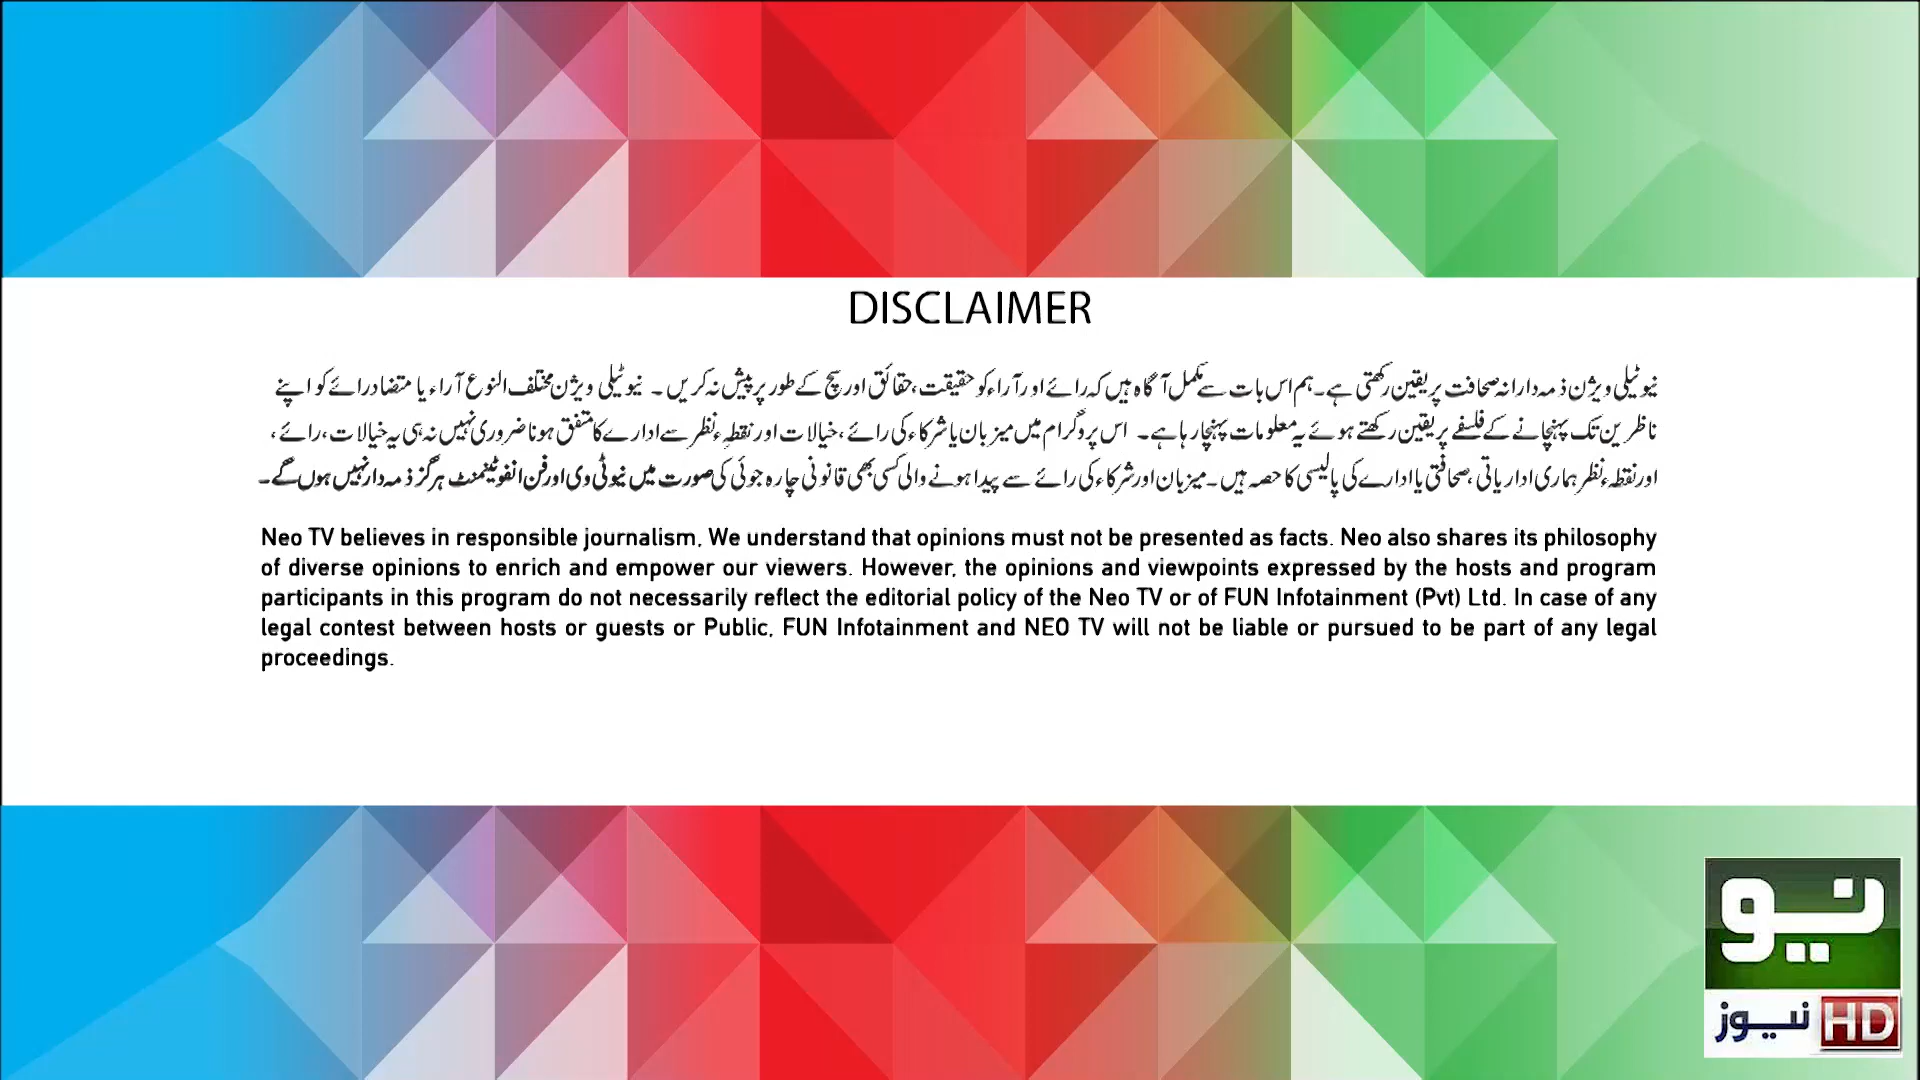 DISCLAIMER
نیو ٹیلی ویژن ذمہ دارانہ صحافت پر یقین رکھتی ہے۔ ہم اس بات سے مکمل آگاہ ہیں کہ رائے اور آراء کو حقیقت، حقائق اور سچ کے طور پر پیش نہ کریں ۔ نیو ٹیلی ویژن مختلف النوع آراء یا متضاد رائے کو اپنے
ناظرین تک پہنچانے کے فلسفے پر یقین رکھتے ہوئے یہ معلومات پہنچا رہا ہے۔ اس پروگرام میں میزبان یا شرکاء کی رائے ، خیالات اور نقطہء نظر سے ادارے کا متفق ہونا ضروری نہیں نہ ہی یہ خیالات ، رائے ،
اور نقطہء نظر ہماری اداریاتی ، صحافتی یا ادارے کی پالیسی کا حصہ ہیں۔ میزبان اور شرکاء کی رائے سے پیدا ہونے والی کسی بھی قانونی چارہ جوئی کی صورت میں نیو ٹی وی اور فن انفوٹینمنٹ ہرگز ذمہ دار نہیں ہوں گے۔
Neo TV believes in responsible journalism, We understand that opinions must not be presented as facts. Neo also shares its philosophy
of diverse opinions to enrich and empower our viewers. However, the opinions and viewpoints expressed by the hosts and program
participants in this program do not necessarily reflect the editorial policy of the Neo TV or of FUN Infotainment (Pvt) Ltd. In case of any
legal contest between hosts or guests or Public, FUN Infotainment and NEO TV will not be liable or pursued to be part of any legal
proceedings.
نیو
نیوز HD